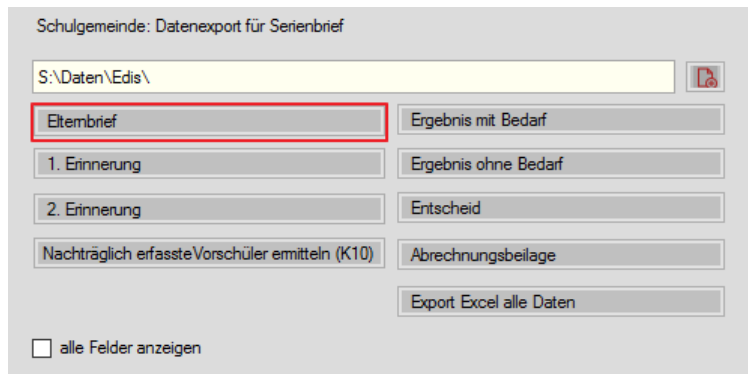 Schulgemeinde: Datenexport für Serienbrief
S:\Daten\Edis\
Elternbrief
Ergebnis mit Bedarf
1. Erinnerung
Ergebnis ohne Bedarf
2. Erinnerung
Entscheid
Nachträglich erfassteVorschüler ermitteln (K10)
Abrechnungsbeilage
Export Excel alle Daten
alle Felder anzeigen